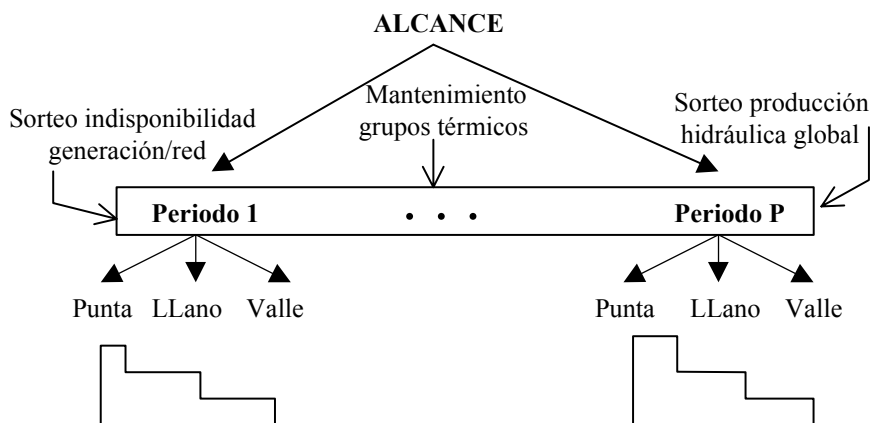 ALCANCE
Sorteo indisponibilidad
generación/red
Mantenimiento
grupos térmicos
Sorteo producción
hidráulica global
Periodo 1
• • •
Periodo P
Punta LLano Valle
Punta LLano Valle